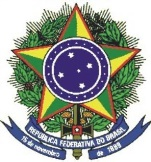 REPÚBLICA FEDERATIVA DO BRASIL
15 de novembro de 1889